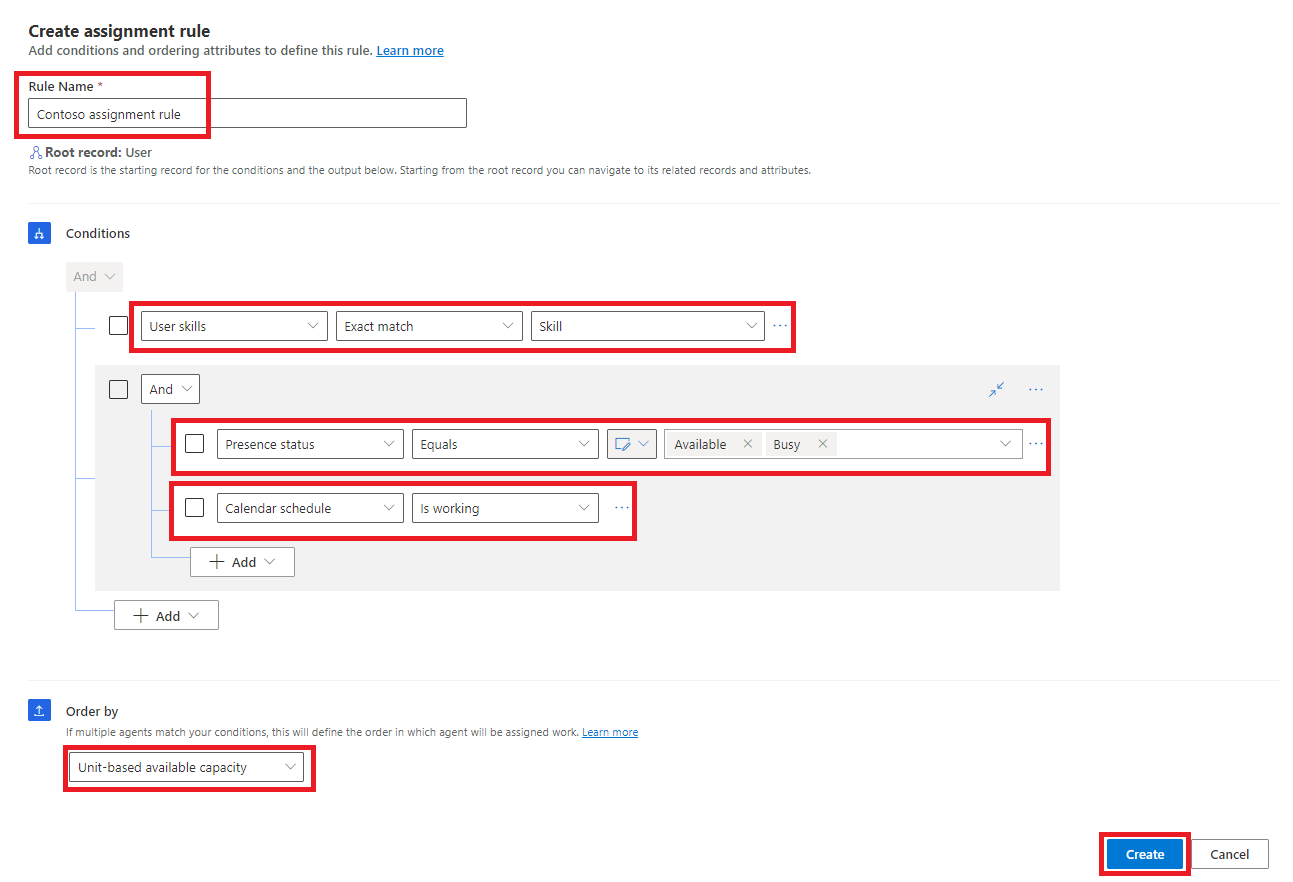 Create assignment rule
Add conditions and ordering attributes to define this rule. Learn more
Rule Name *
Contoso assignment rule
Root record: User
Root record is the starting record for the conditions and the output below. Starting from the root record you can navigate to its related records and attributes.
Conditions
And
User skills Exact match Skill ...
And ...
Presence status Equals Available Busy ...
Calendar schedule Is working ...
Add
Add
Order by
If multiple agents match your conditions, this will define the order in which agent will be assigned work. Learn more
Unit-based available capacity
Create Cancel